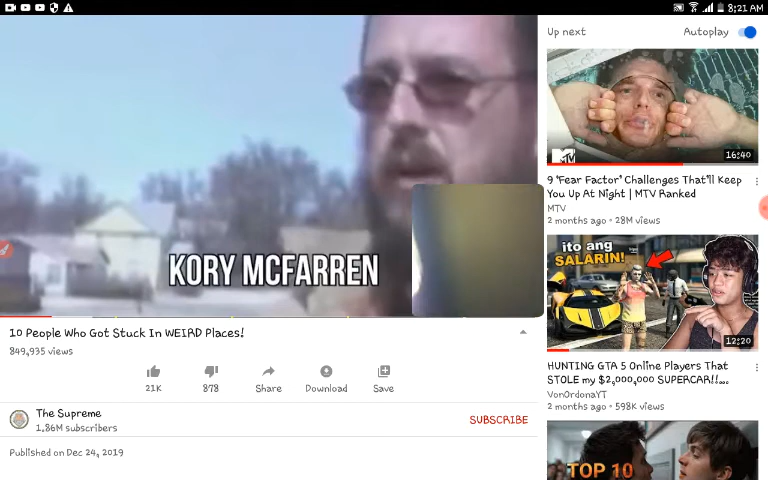 8:21 AM
KORY MCFARREN
10 People Who Got Stuck In WEIRD Places!
849,935 views
21K
878
Share
Download
Save
The Supreme
1.86M subscribers
SUBSCRIBE
Published on Dec 24, 2019
Up next
Autoplay
MTV
16:40
9 'Fear Factor' Challenges That'll Keep
You Up At Night | MTV Ranked
MTV
2 months ago • 28M views
ito ang
SALARIN!
12:20
HUNTING GTA 5 Online Players That
STOLE my $2,000,000 SUPERCAR!!...
VonOrdonaYT
2 months ago • 598K views
TOP 10